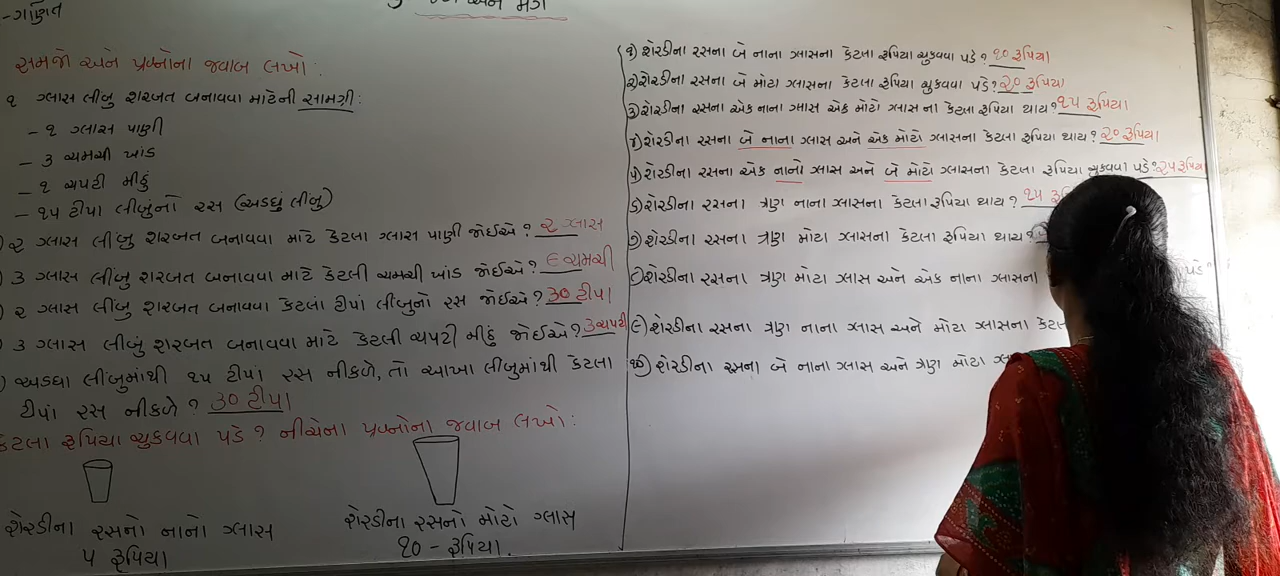 -ગણિત
અને મગ
સમજો અને પ્રશ્નોના જવાબ લખો:
૧ ગ્લાસ લીંબુ શરબત બનાવવા માટેની સામગ્રી:
- ૧ ગ્લાસ પાણી
- ૩ ચમચી ખાંડ
- ૧ ચપટી મીઠું
- ૧૫ ટીપા લીંબુનો રસ (અડધું લીંબુ)
) ૨ ગ્લાસ લીંબુ શરબત બનાવવા માટે કેટલા ગ્લાસ પાણી જોઈએ? ૨ ગ્લાસ
) ૩ ગ્લાસ લીંબુ શરબત બનાવવા માટે કેટલી ચમચી ખાંડ જોઈએ? ૯ ચમચી
) ૨ ગ્લાસ લીંબુ શરબત બનાવવા કેટલાં ટીપાં લીંબુનો રસ જોઈએ? ૩૦ ટીપાં
) ૩ ગ્લાસ લીંબું શરબત બનાવવા માટે કેટલી ચપટી મીઠું જોઈએ? ૩ ચપટી
) અડધા લીંબુમાંથી ૧૫ ટીપાં રસ નીકળે, તો આખા લીંબુમાંથી કેટલા
ટીપાં રસ નીકળે? ૩૦ ટીપાં
કેટલા રૂપિયા ચુકવવા પડે? નીચેના પ્રશ્નોના જવાબ લખો:
શેરડીના રસનો નાનો ગ્લાસ
૫ રૂપિયા
શેરડીના રસનો મોટો ગ્લાસ
૧૦ - રૂપિયા.
૧) શેરડીના રસના બે નાના ગ્લાસના કેટલા રૂપિયા ચુકવવા પડે? ૧૦ રૂપિયા
૨) શેરડીના રસના બે મોટા ગ્લાસના કેટલા રૂપિયા ચુકવવા પડે? ૨૦ રૂપિયા
૩) શેરડીના રસના એક નાના ગ્લાસ એક મોટો ગ્લાસ ના કેટલા રૂપિયા થાય? ૧૫ રૂપિયા
૪) શેરડીના રસના બે નાના ગ્લાસ અને એક મોટો ગ્લાસના કેટલા રૂપિયા થાય? ૨૦ રૂપિયા
૫) શેરડીના રસના એક નાનો ગ્લાસ અને બે મોટો ગ્લાસના કેટલા રૂપિયા ચુકવવા પડે? ૨૫ રૂપિયા
૬) શેરડીના રસના ત્રણ નાના ગ્લાસના કેટલા રૂપિયા થાય? ૧૫
૭) શેરડીના રસના ત્રણ મોટા ગ્લાસના કેટલા રૂપિયા થાય?
૮) શેરડીના રસના ત્રણ મોટા ગ્લાસ અને એક નાના ગ્લાસના પડે?
૯) શેરડીના રસના ત્રણ નાના ગ્લાસ અને મોટા ગ્લાસના
૧૦) શેરડીના રસના બે નાના ગ્લાસ અને ત્રણ મોટા